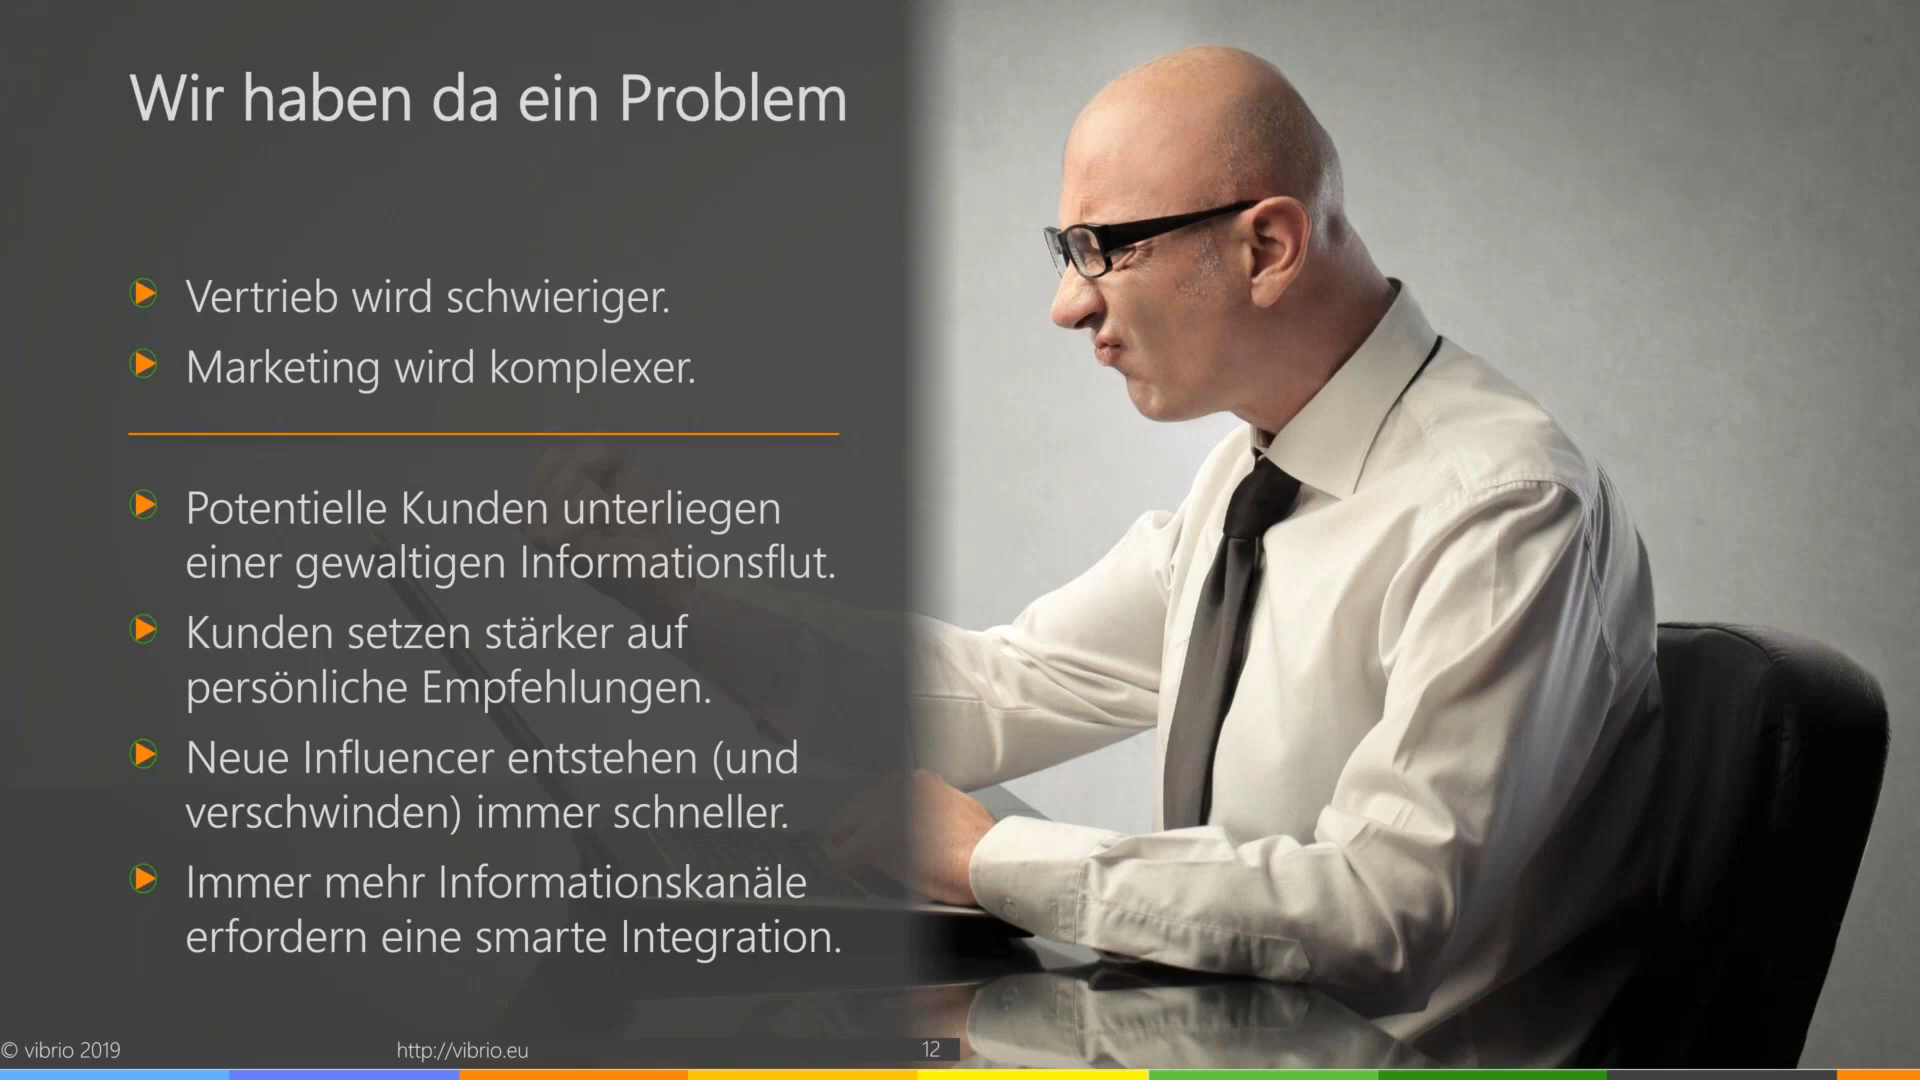 Wir haben da ein Problem
Vertrieb wird schwieriger.
Marketing wird komplexer.
Potentielle Kunden unterliegen
einer gewaltigen Informationsflut.
Kunden setzen stärker auf
persönliche Empfehlungen.
Neue Influencer entstehen (und
verschwinden) immer schneller.
Immer mehr Informationskanäle
erfordern eine smarte Integration.
© vibrio 2019
http://vibrio.eu
12